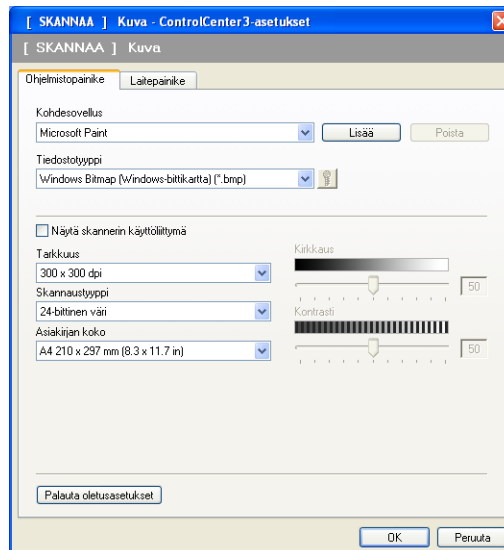 [ SKANNAA ] Kuva - ControlCenter3-asetukset
[ SKANNAA ] Kuva
Ohjelmistopainike Laitepainike
Kohdesovellus
Microsoft Paint Lisää Poista
Tiedostotyyppi
Windows Bitmap (Windows-bittikartta) (*.bmp)
Näytä skannerin käyttöliittymä
Tarkkuus Kirkkaus
300 x 300 dpi 50
Skannaustyyppi
24-bittinen väri Kontrasti
Asiakirjan koko
A4 210 x 297 mm (8.3 x 11.7 in) 50
Palauta oletusasetukset
OK Peruuta